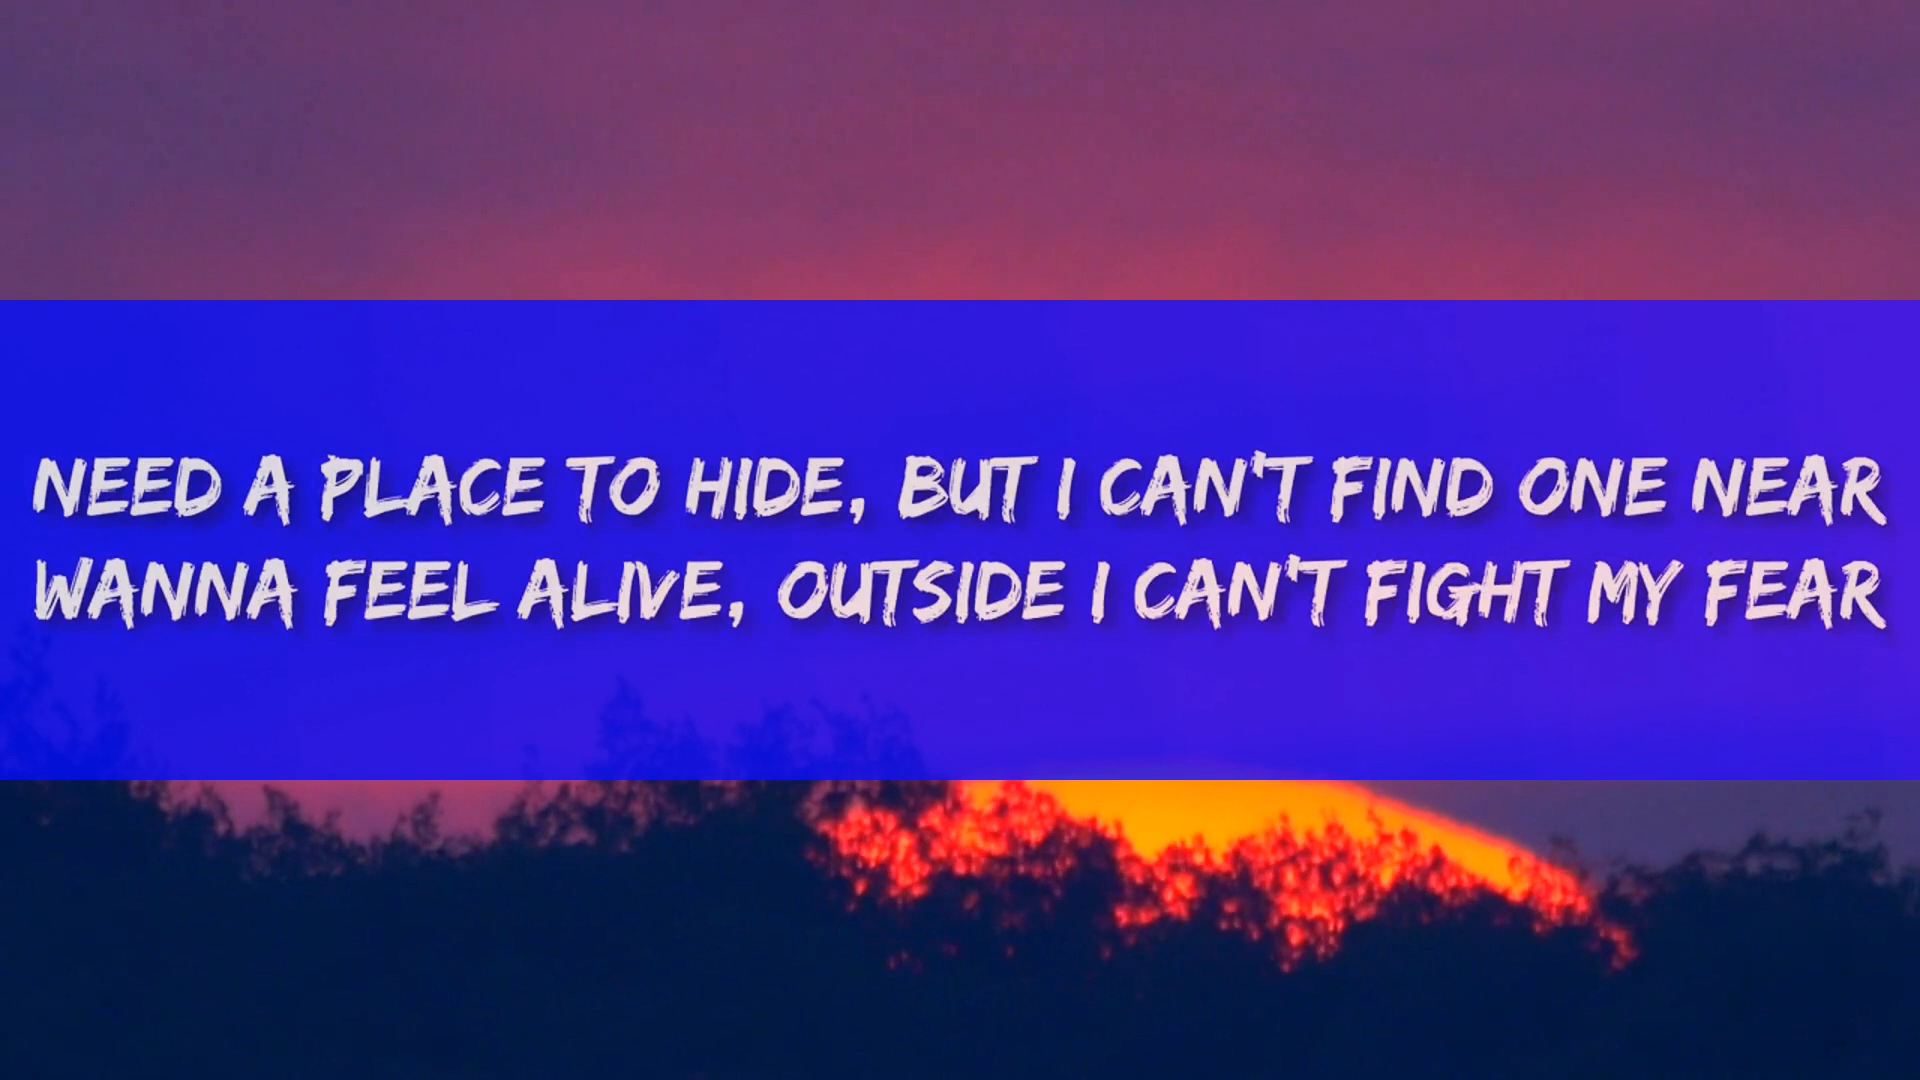 NEED A PLACE TO HIDE, BUT I CAN'T FIND ONE NEAR
WANNA FEEL ALIVE, OUTSIDE I CAN'T FIGHT MY FEAR